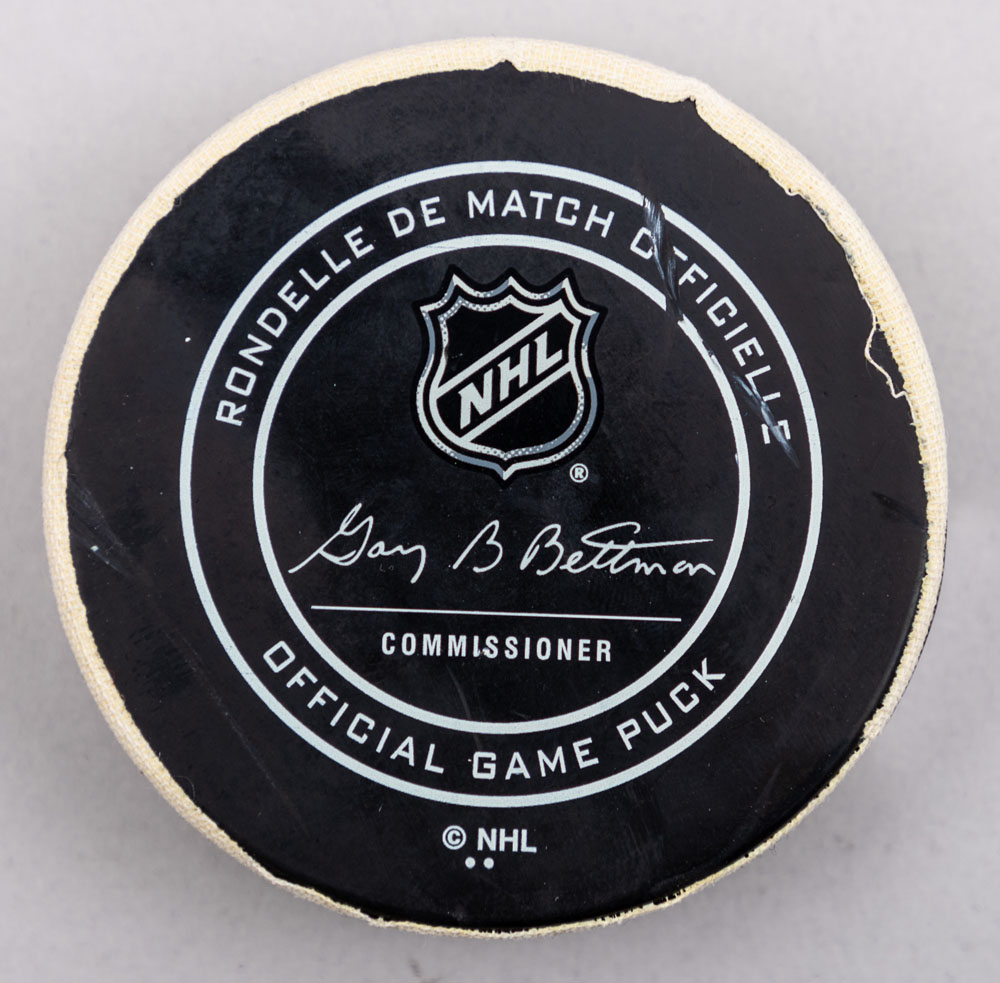 RONDELLE DE MATCH OFFICIELLE
NHL
®
Gary B Bettman
COMMISSIONER
OFFICIAL GAME PUCK
© NHL